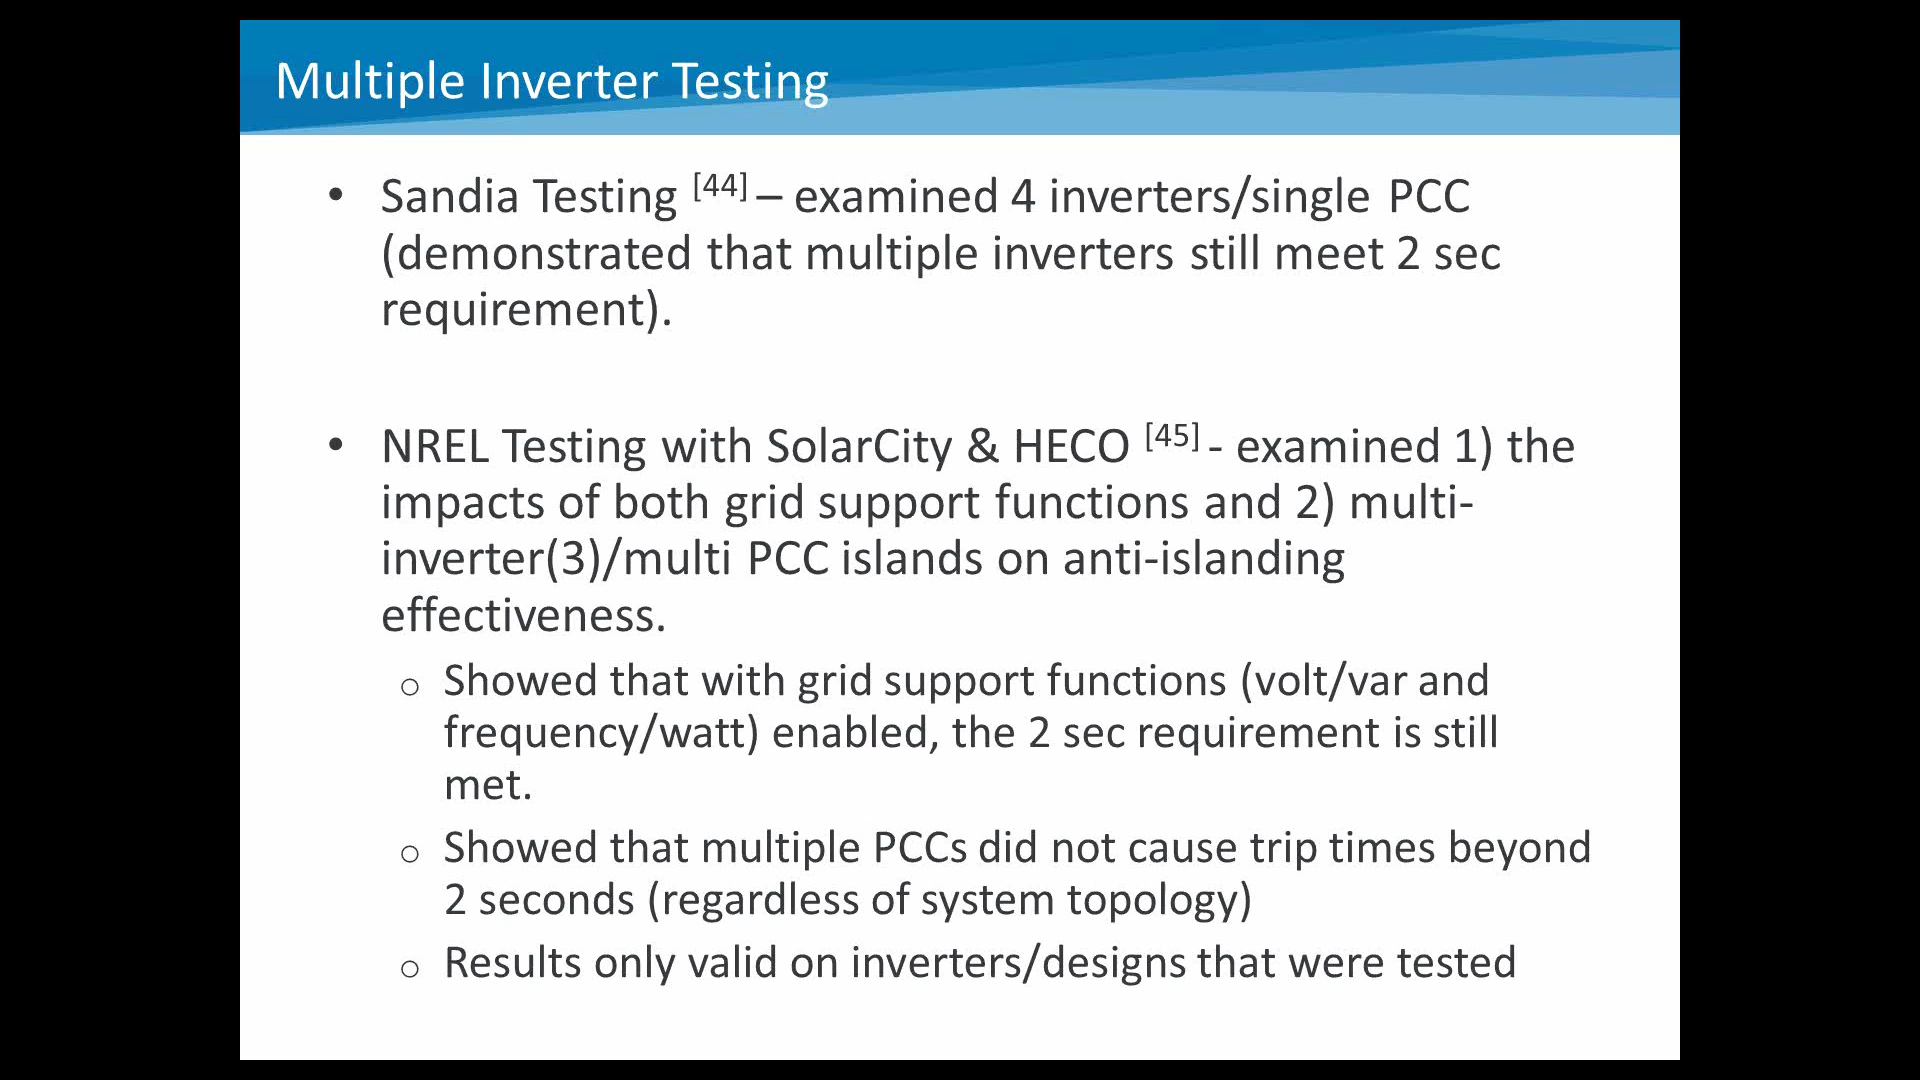 Multiple Inverter Testing
• Sandia Testing [44] – examined 4 inverters/single PCC
(demonstrated that multiple inverters still meet 2 sec
requirement).
• NREL Testing with SolarCity & HECO [45] - examined 1) the
impacts of both grid support functions and 2) multi-
inverter(3)/multi PCC islands on anti-islanding
effectiveness.
○ Showed that with grid support functions (volt/var and
frequency/watt) enabled, the 2 sec requirement is still
met.
○ Showed that multiple PCCs did not cause trip times beyond
2 seconds (regardless of system topology)
○ Results only valid on inverters/designs that were tested